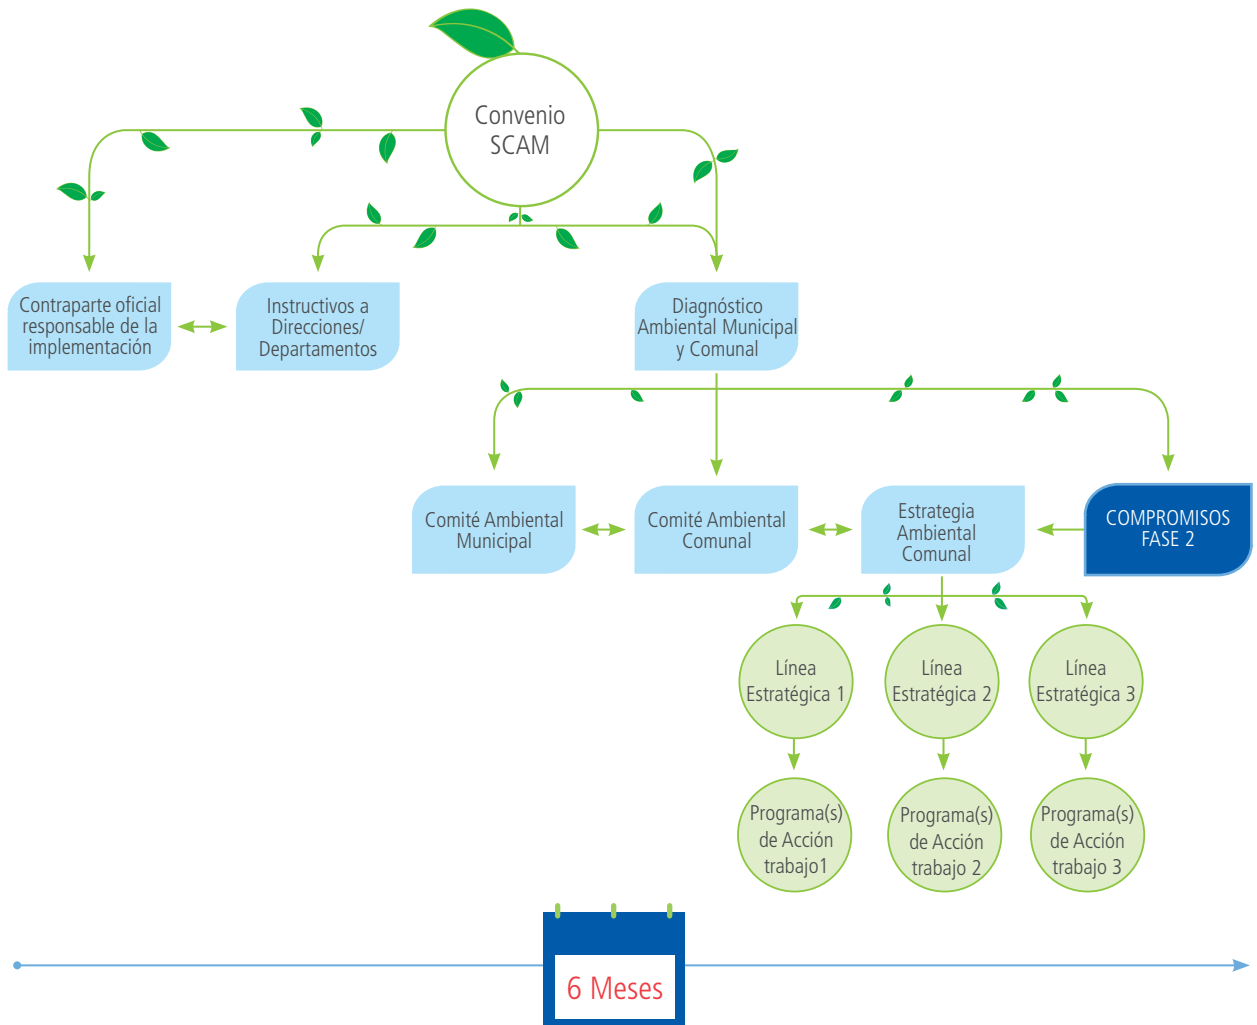 Convenio
SCAM
Contraparte oficial
responsable de la
implementación
Instructivos a
Direcciones/
Departamentos
Diagnóstico
Ambiental Municipal
y Comunal
Comité Ambiental
Municipal
Comité Ambiental
Comunal
Estrategia
Ambiental
Comunal
COMPROMISOS
FASE 2
Línea
Estratégica 1
Línea
Estratégica 2
Línea
Estratégica 3
Programa(s)
de Acción
trabajo1
Programa(s)
de Acción
trabajo 2
Programa(s)
de Acción
trabajo 3
6 Meses